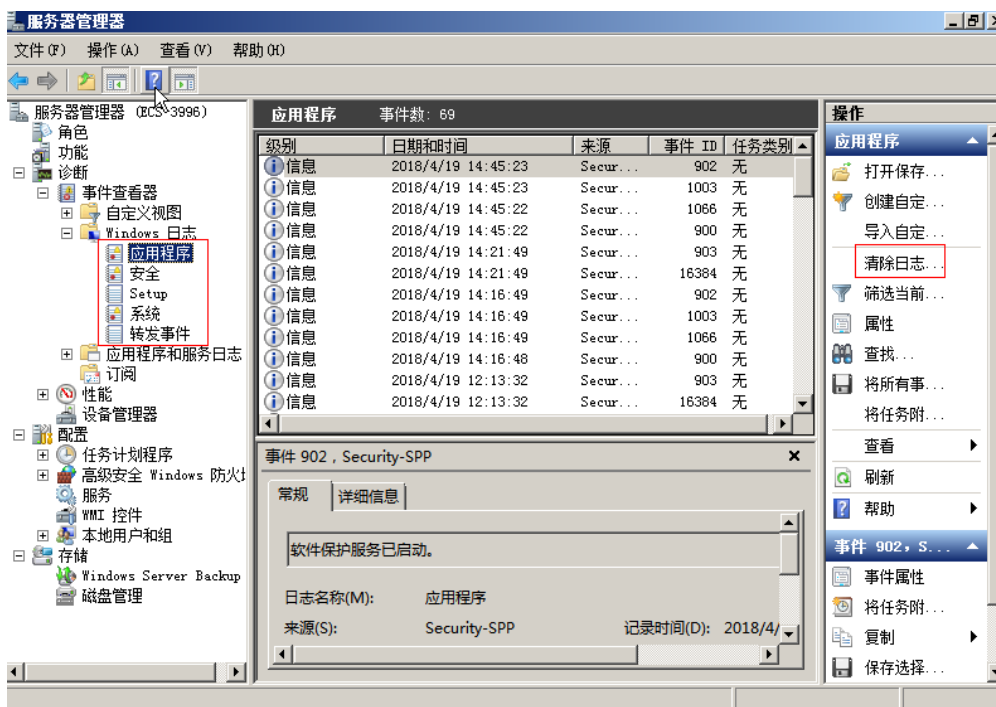 服务器管理器
文件(F) 操作(A) 查看(V) 帮助(H)
服务器管理器 (ECS-3996)
角色
功能
诊断
事件查看器
自定义视图
Windows 日志
应用程序
安全
Setup
系统
转发事件
应用程序和服务日志
订阅
性能
设备管理器
配置
任务计划程序
高级安全 Windows 防火
服务
WMI 控件
本地用户和组
存储
Windows Server Backup
磁盘管理
应用程序 事件数: 69
级别 日期和时间 来源 事件 ID 任务类别
信息 2018/4/19 14:45:23 Secur... 902 无
信息 2018/4/19 14:45:23 Secur... 1003 无
信息 2018/4/19 14:45:22 Secur... 1066 无
信息 2018/4/19 14:45:22 Secur... 900 无
信息 2018/4/19 14:21:49 Secur... 903 无
信息 2018/4/19 14:21:49 Secur... 16384 无
信息 2018/4/19 14:16:49 Secur... 902 无
信息 2018/4/19 14:16:49 Secur... 1003 无
信息 2018/4/19 14:16:49 Secur... 1066 无
信息 2018/4/19 14:16:48 Secur... 900 无
信息 2018/4/19 12:13:32 Secur... 903 无
信息 2018/4/19 12:13:32 Secur... 16384 无
事件 902，Security-SPP
常规 详细信息
软件保护服务已启动。
日志名称(M): 应用程序
来源(S): Security-SPP 记录时间(D): 2018/4/
操作
应用程序
打开保存...
创建自定...
导入自定...
清除日志...
筛选当前...
属性
查找...
将所有事...
将任务附...
查看
刷新
帮助
事件 902，S...
事件属性
将任务附...
复制
保存选择...